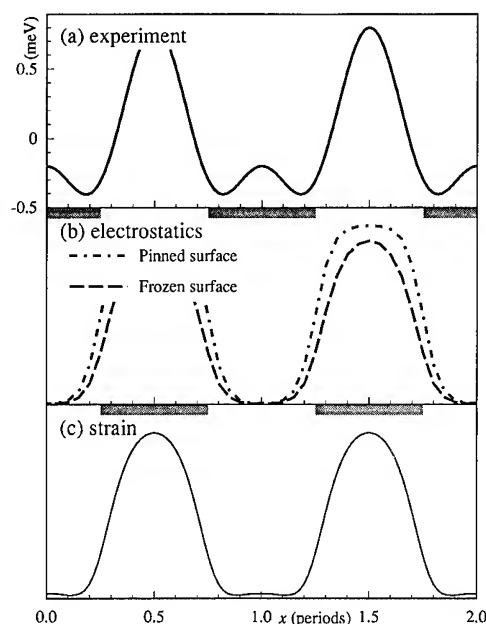 (meV)
(a) experiment
0.5
0
-0.5
(b) electrostatics
Pinned surface
Frozen surface
(c) strain
0.0 0.5 1.0 x (periods) 1.5 2.0